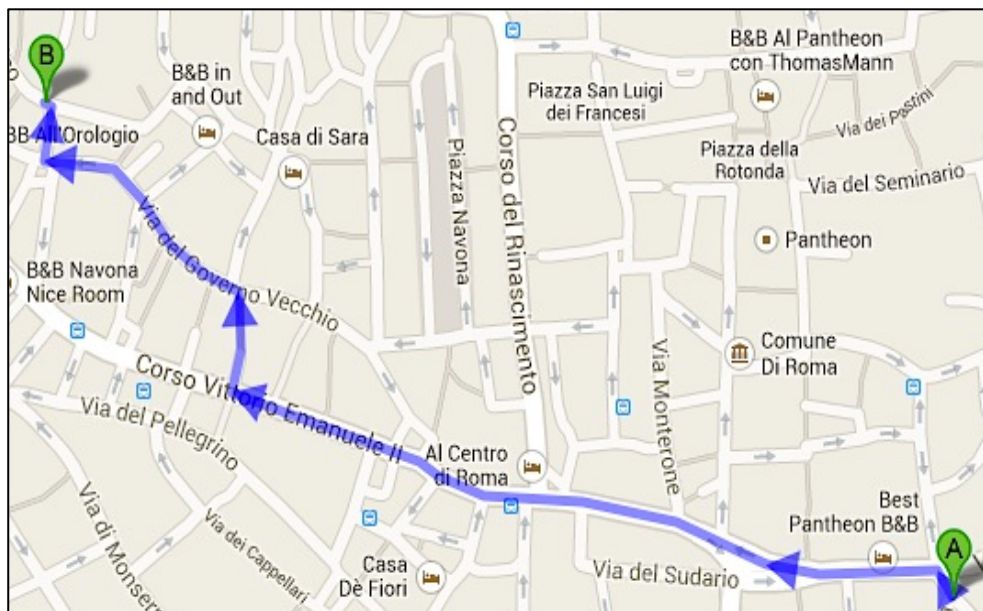 B
B&B Al Pantheon
con ThomasMann
B&B in
and Out
Piazza San Luigi
dei Francesi
BB All'Orologio
Casa di Sara
Via dei Pastini
Piazza Navona
Corso del Rinascimento
Piazza della
Rotonda
Via del Seminario
Via del Governo Vecchio
Pantheon
B&B Navona
Nice Room
Comune
Di Roma
Corso Vittorio Emanuele II
Via Monterone
Via del Pellegrino
Al Centro
di Roma
Best
Pantheon B&B
Via di Monserr
Via dei Cappellari
A
Casa
Dè Fiori
Via del Sudario